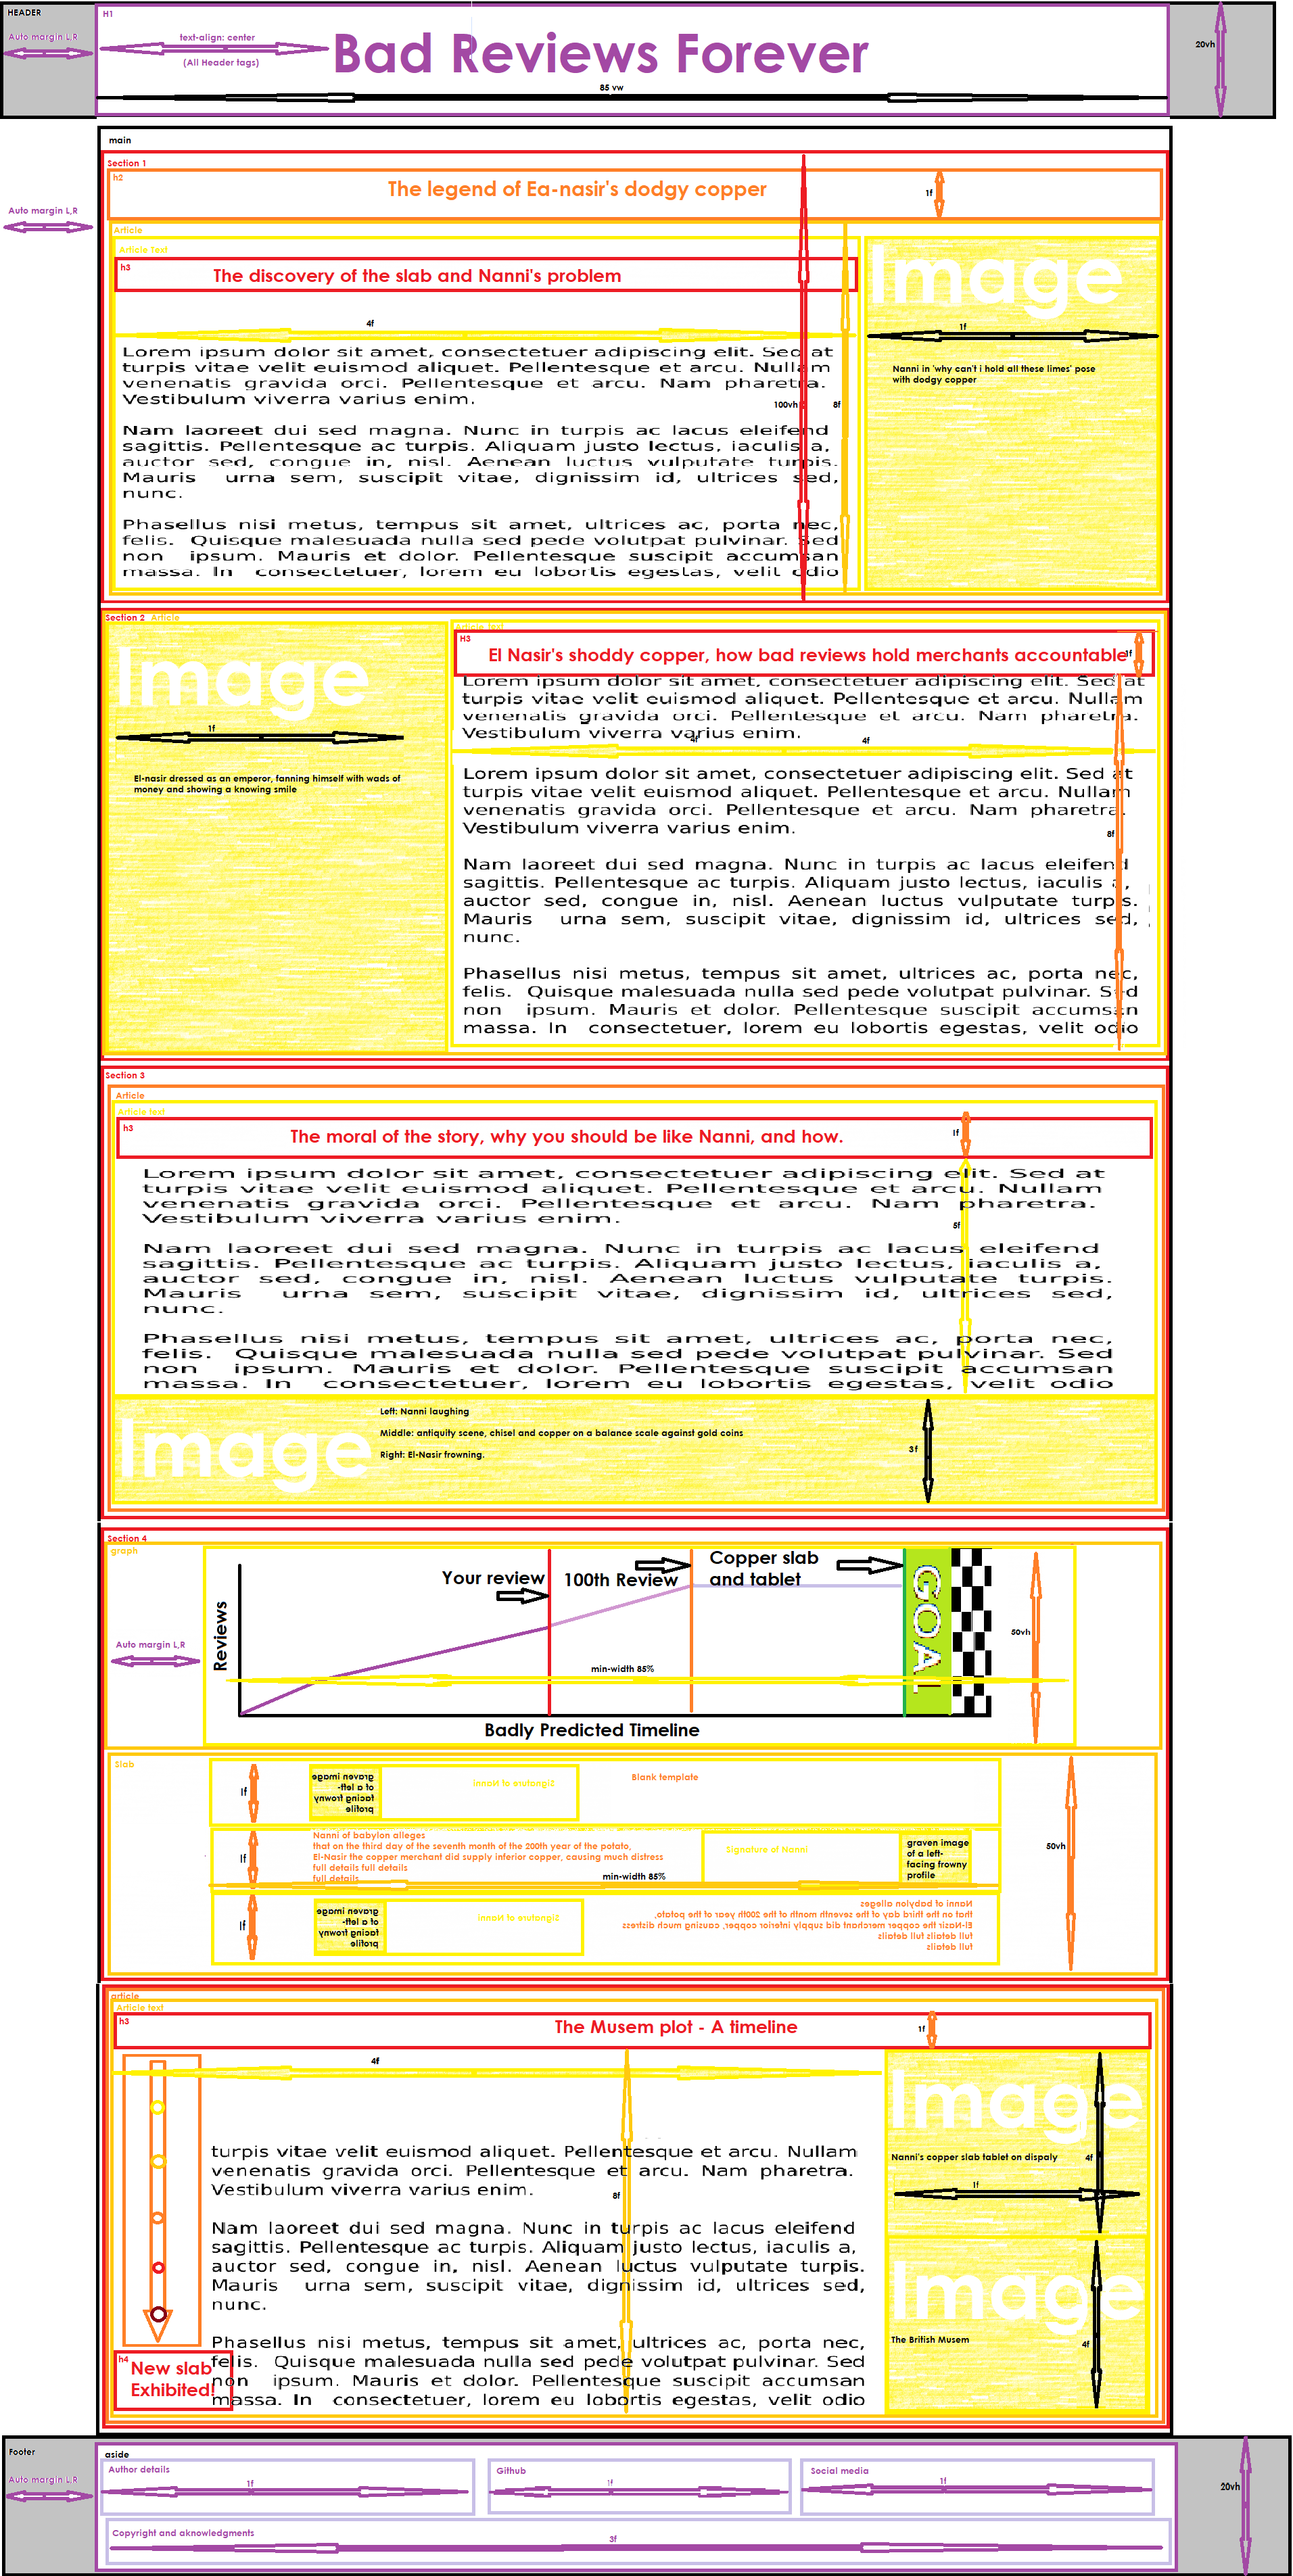 HEADER
H1
Auto margin L,R
text-align: center
(All Header tags)
Bad Reviews Forever
85 vw
20vh
main
Section 1
h2
The legend of Ea-nasir's dodgy copper
1f
Auto margin L,R
Article
Article Text
h3
The discovery of the slab and Nanni's problem
Image
4f
1f
Lorem ipsum dolor sit amet, consectetuer adipiscing elit. Sed at
turpis vitae velit euismod aliquet. Pellentesque et arcu. Nullam
venenatis gravida orci. Pellentesque et arcu. Nam pharetra.
Vestibulum viverra varius enim.
Nanni in 'why can't i hold all these limes' pose
with dodgy copper
100vh
8f
Nam laoreet dui sed magna. Nunc in turpis ac lacus eleifend
sagittis. Pellentesque ac turpis. Aliquam justo lectus, iaculis a,
auctor sed, congue in, nisl. Aenean luctus vulputate turpis.
Mauris urna sem, suscipit vitae, dignissim id, ultrices sed,
nunc.
Phasellus nisi metus, tempus sit amet, ultrices ac, porta nec,
felis. Quisque malesuada nulla sed pede volutpat pulvinar. Sed
non ipsum. Mauris et dolor. Pellentesque suscipit accumsan
massa. In consectetuer, lorem eu lobortis egestas, velit odio
Section 2
Article
Article text
H3
El Nasir's shoddy copper, how bad reviews hold merchants accountable
1f
Image
1f
El-nasir dressed as an emperor, fanning himself with wads of
money and showing a knowing smile
Lorem ipsum dolor sit amet, consectetuer adipiscing elit. Sed at
turpis vitae velit euismod aliquet. Pellentesque et arcu. Nullam
venenatis gravida orci. Pellentesque et arcu. Nam pharetra.
Vestibulum viverra varius enim.
4f
4f
Lorem ipsum dolor sit amet, consectetuer adipiscing elit. Sed at
turpis vitae velit euismod aliquet. Pellentesque et arcu. Nullam
venenatis gravida orci. Pellentesque et arcu. Nam pharetra.
Vestibulum viverra varius enim.
8f
Nam laoreet dui sed magna. Nunc in turpis ac lacus eleifend
sagittis. Pellentesque ac turpis. Aliquam justo lectus, iaculis a,
auctor sed, congue in, nisl. Aenean luctus vulputate turpis.
Mauris urna sem, suscipit vitae, dignissim id, ultrices sed,
nunc.
Phasellus nisi metus, tempus sit amet, ultrices ac, porta nec,
felis. Quisque malesuada nulla sed pede volutpat pulvinar. Sed
non ipsum. Mauris et dolor. Pellentesque suscipit accumsan
massa. In consectetuer, lorem eu lobortis egestas, velit odio
Section 3
Article
Article text
h3
The moral of the story, why you should be like Nanni, and how.
1f
Lorem ipsum dolor sit amet, consectetuer adipiscing elit. Sed at
turpis vitae velit euismod aliquet. Pellentesque et arcu. Nullam
venenatis gravida orci. Pellentesque et arcu. Nam pharetra.
Vestibulum viverra varius enim.
5f
Nam laoreet dui sed magna. Nunc in turpis ac lacus eleifend
sagittis. Pellentesque ac turpis. Aliquam justo lectus, iaculis a,
auctor sed, congue in, nisl. Aenean luctus vulputate turpis.
Mauris urna sem, suscipit vitae, dignissim id, ultrices sed,
nunc.
Phasellus nisi metus, tempus sit amet, ultrices ac, porta nec,
felis. Quisque malesuada nulla sed pede volutpat pulvinar. Sed
non ipsum. Mauris et dolor. Pellentesque suscipit accumsan
massa. In consectetuer, lorem eu lobortis egestas, velit odio
Image
Left: Nanni laughing
Middle: antiquity scene, chisel and copper on a balance scale against gold coins
Right: El-Nasir frowning.
3f
Section 4
graph
Your review
100th Review
Copper slab
and tablet
GOAL
Reviews
Auto margin L,R
min-width 85%
50vh
Badly Predicted Timeline
Slab
1f
graven image
of a left-
facing frowny
profile
Signature of Nanni
Blank template
1f
Nanni of babylon alleges
that on the third day of the seventh month of the 200th year of the potato,
El-Nasir the copper merchant did supply inferior copper, causing much distress
full details full details
full details
Signature of Nanni
graven image
of a left-
facing frowny
profile
min-width 85%
50vh
1f
graven image
of a left-
facing frowny
profile
Signature of Nanni
Nanni of babylon alleges
that on the third day of the seventh month of the 200th year of the potato,
El-Nasir the copper merchant did supply inferior copper, causing much distress
full details full details
full details
article
Article text
h3
The Musem plot - A timeline
1f
4f
Image
turpis vitae velit euismod aliquet. Pellentesque et arcu. Nullam
venenatis gravida orci. Pellentesque et arcu. Nam pharetra.
Vestibulum viverra varius enim.
Nanni's copper slab tablet on dispaly
4f
1f
8f
Nam laoreet dui sed magna. Nunc in turpis ac lacus eleifend
sagittis. Pellentesque ac turpis. Aliquam justo lectus, iaculis a,
auctor sed, congue in, nisl. Aenean luctus vulputate turpis.
Mauris urna sem, suscipit vitae, dignissim id, ultrices sed,
nunc.
Image
The British Musem
4f
Phasellus nisi metus, tempus sit amet, ultrices ac, porta nec,
felis. Quisque malesuada nulla sed pede volutpat pulvinar. Sed
non ipsum. Mauris et dolor. Pellentesque suscipit accumsan
massa. In consectetuer, lorem eu lobortis egestas, velit odio
h4
New slab
Exhibited!
Footer
aside
Auto margin L,R
Author details
1f
Github
1f
Social media
1f
20vh
Copyright and aknowledgments
3f